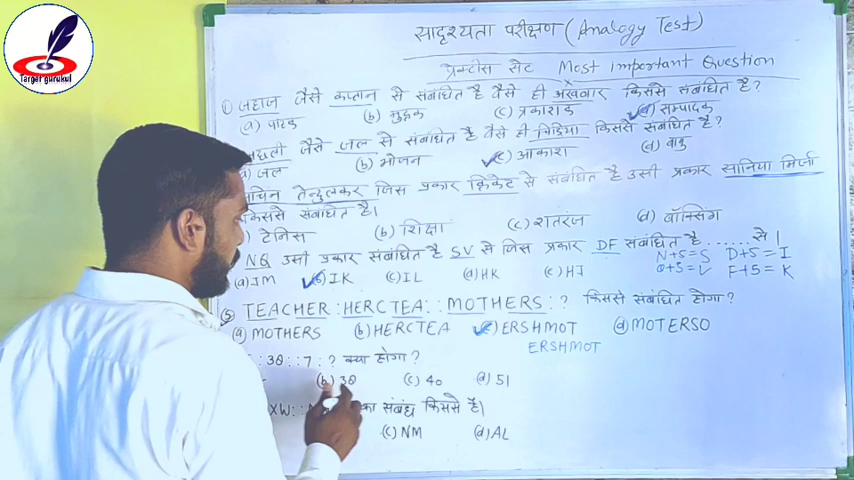 Target gurukul
सादृश्यता परीक्षण (Analogy Test)
प्रैक्टीस सेट Most Important Question
① जहाज जैसे कप्तान से संबंधित है वैसे ही अखबार किससे संबंधित है?
(a) पाठक (b) मुद्रक (c) प्रकाशक (d) सम्पादक
मछली जैसे जल से संबंधित है वैसे ही चिड़िया किससे संबंधित है?
(a) जल (b) भोजन (c) आकाश (d) वायु
सचिन तेन्दुलकर जिस प्रकार क्रिकेट से संबंधित है उसी प्रकार सानिया मिर्जा
किससे संबंधित है।
टेनिस (b) शिक्षा (c) शतरंज (d) बॉक्सिंग
NQ उसी प्रकार संबंधित है SV से जिस प्रकार DF संबंधित है ...... से।
(a) IM (b) IK (c) IL (d) HK (e) HJ
N+5=S D+5=I
Q+5=V F+5=K
⑤ TEACHER : HERCTEA : : MOTHERS : ? किससे संबंधित होगा?
(a) MOTHERS (b) HERCTEA (c) ERSHMOT (d) MOTERSO
ERSHMOT
: 30 : : 7 : ? क्या होगा?
(b) 30 (c) 40 (d) 51
XW : : का संबंध किससे है।
(c) NM (d) AL